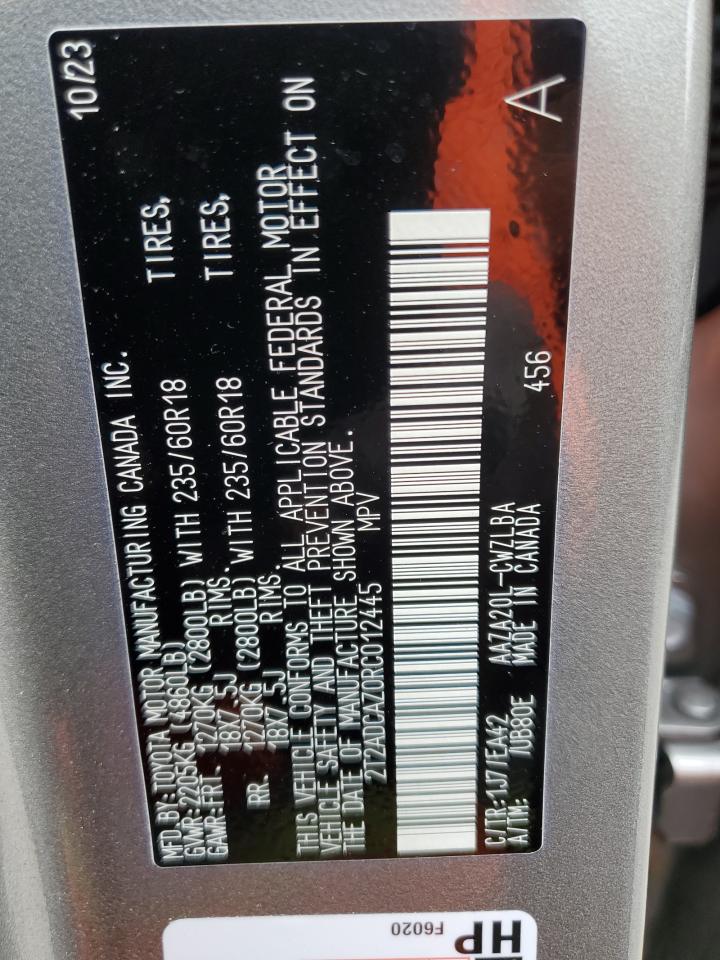 MFD.BY:TOYOTA MOTOR MANUFACTURING CANADA INC. 10/23
GVWR:2205KG (4860LB)
GAWR:FRT. 1270KG (2800LB) WITH 235/60R18 TIRES,
18X7.5J RIMS.
RR. 1270KG (2800LB) WITH 235/60R18 TIRES,
18X7.5J RIMS.
THIS VEHICLE CONFORMS TO ALL APPLICABLE FEDERAL MOTOR
VEHICLE SAFETY AND THEFT PREVENTION STANDARDS IN EFFECT ON
THE DATE OF MANUFACTURE SHOWN ABOVE.
2T2ADCAZ0RC012445 MPV
C/TR:1J7/EA42 AAZA20L-CWZLBA 456 A
A/TM: /UB80E MADE IN CANADA
HP
F6020